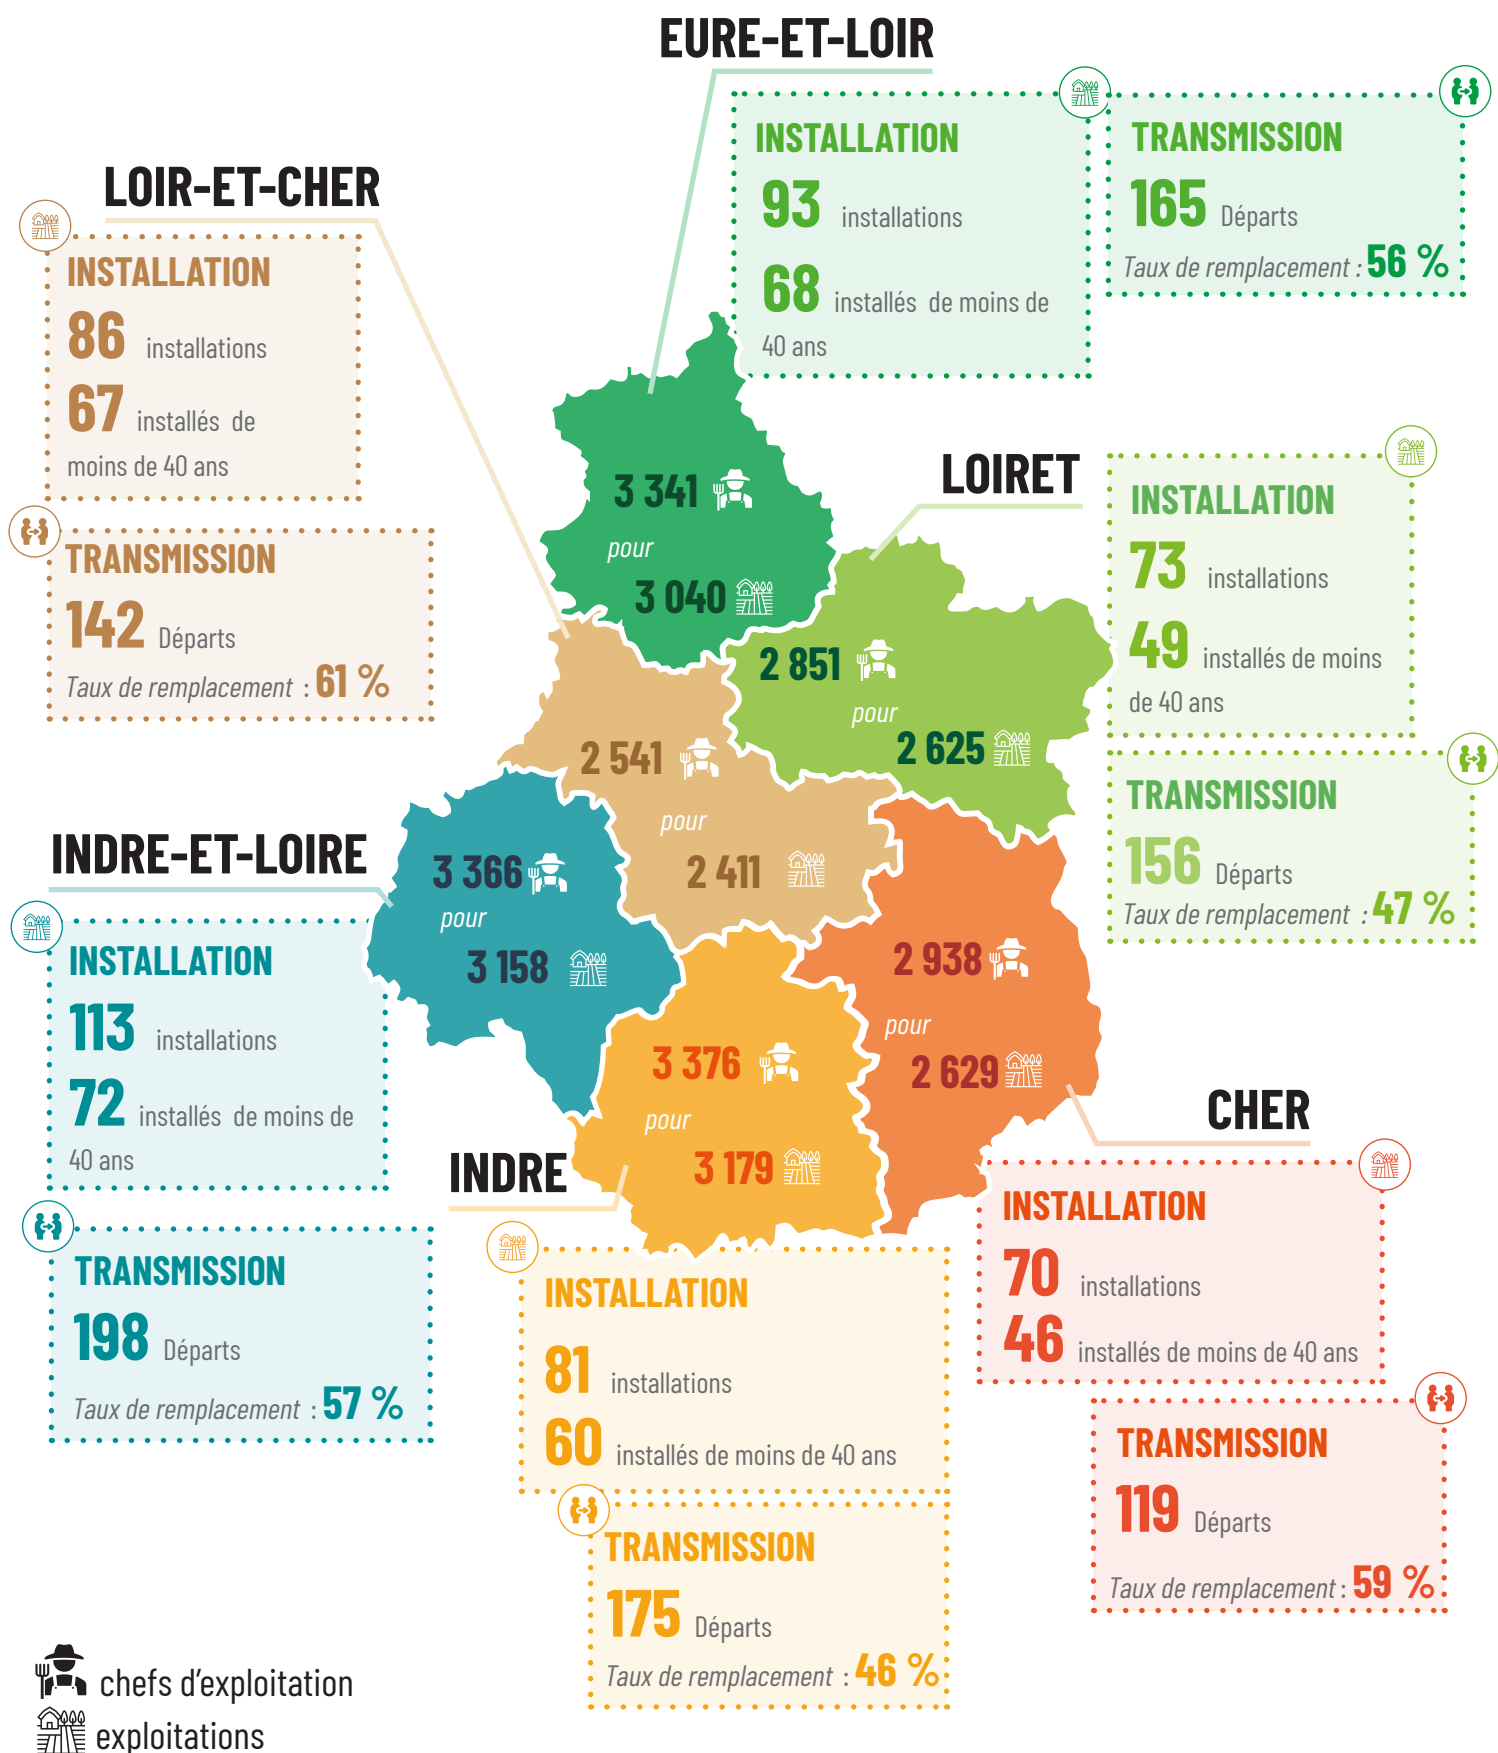 EURE-ET-LOIR
INSTALLATION
93 installations
68 installés de moins de
40 ans
TRANSMISSION
165 Départs
Taux de remplacement : 56 %
LOIR-ET-CHER
INSTALLATION
86 installations
67 installés de
moins de 40 ans
TRANSMISSION
142 Départs
Taux de remplacement : 61 %
3 341
pour
3 040
LOIRET
INSTALLATION
73 installations
49 installés de moins
de 40 ans
TRANSMISSION
156 Départs
Taux de remplacement : 47 %
2 851
pour
2 625
2 541
pour
2 411
INDRE-ET-LOIRE
INSTALLATION
113 installations
72 installés de moins de
40 ans
TRANSMISSION
198 Départs
Taux de remplacement : 57 %
3 366
pour
3 158
2 938
pour
2 629
3 376
pour
3 179
INDRE
INSTALLATION
81 installations
60 installés de moins de 40 ans
TRANSMISSION
175 Départs
Taux de remplacement : 46 %
CHER
INSTALLATION
70 installations
46 installés de moins de 40 ans
TRANSMISSION
119 Départs
Taux de remplacement : 59 %
chefs d'exploitation
exploitations